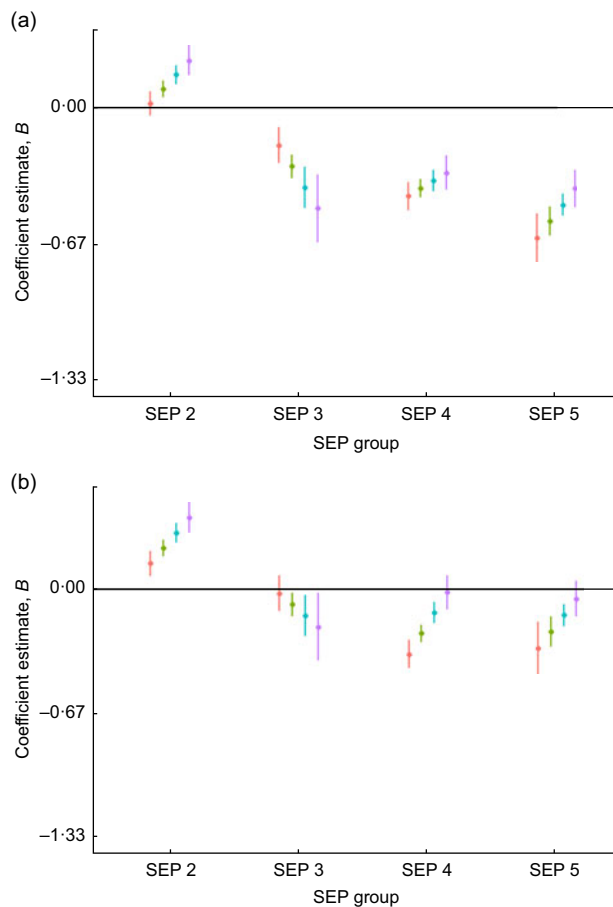 (a)
0·00
–0·67
–1·33
Coefficient estimate, B
SEP 2 SEP 3 SEP 4 SEP 5
SEP group
(b)
0·00
–0·67
–1·33
Coefficient estimate, B
SEP 2 SEP 3 SEP 4 SEP 5
SEP group